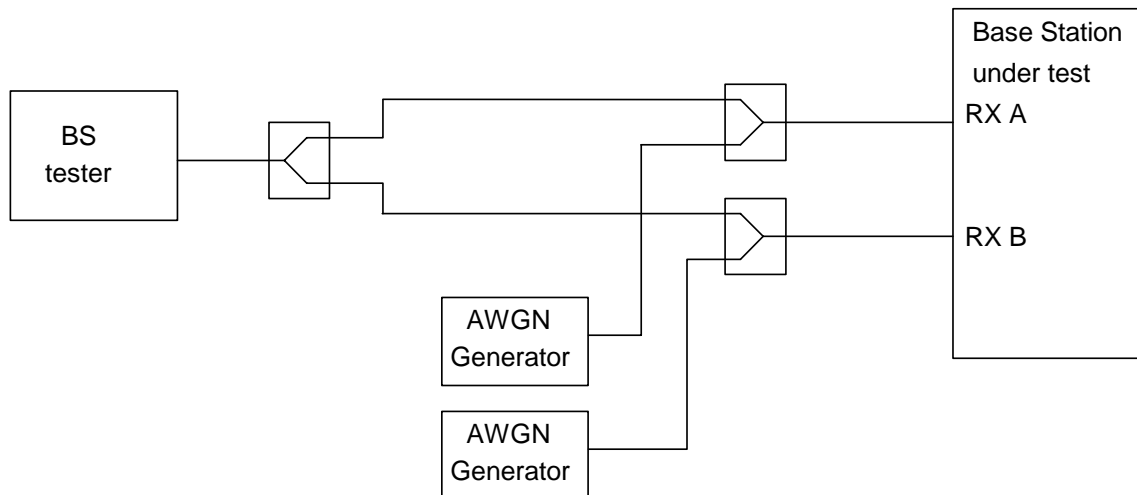 BS
tester
Base Station
under test
RX A
RX B
AWGN
Generator
AWGN
Generator